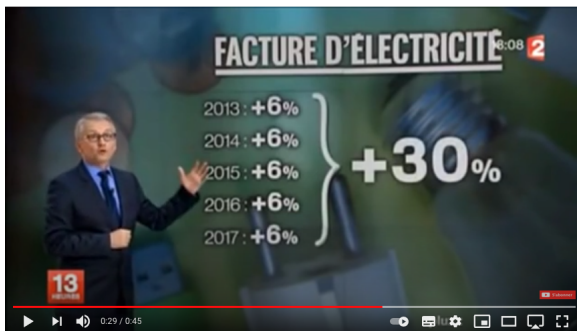 FACTURE D'ÉLECTRICITÉ
8:08 2
2013 : +6%
2014 : +6%
2015 : +6%
2016 : +6%
2017 : +6%
+30%
13
HEURES
0:29 / 0:45